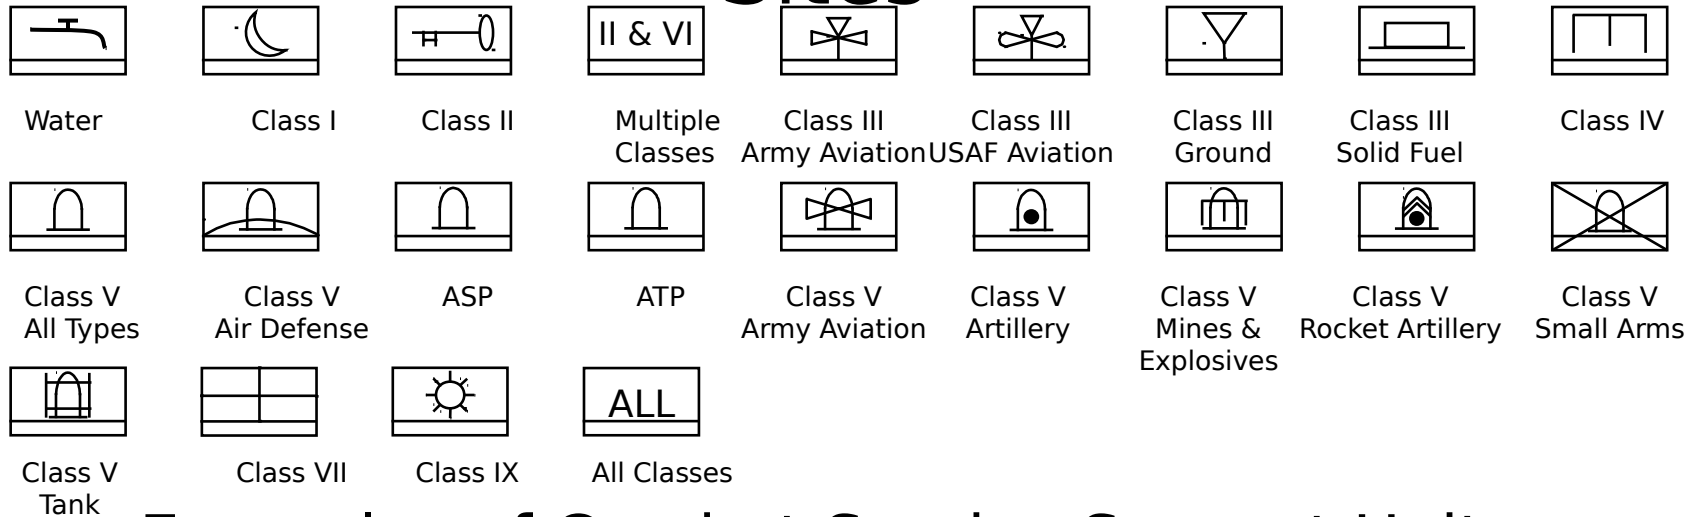 Sites
II & VI
Water
Class I
Class II
Multiple
Classes
Class III
Army Aviation
Class III
USAF Aviation
Class III
Ground
Class III
Solid Fuel
Class IV
Class V
All Types
Class V
Air Defense
ASP
ATP
Class V
Army Aviation
Class V
Artillery
Class V
Mines &
Explosives
Class V
Rocket Artillery
Class V
Small Arms
ALL
Class V
Tank
Class VII
Class IX
All Classes